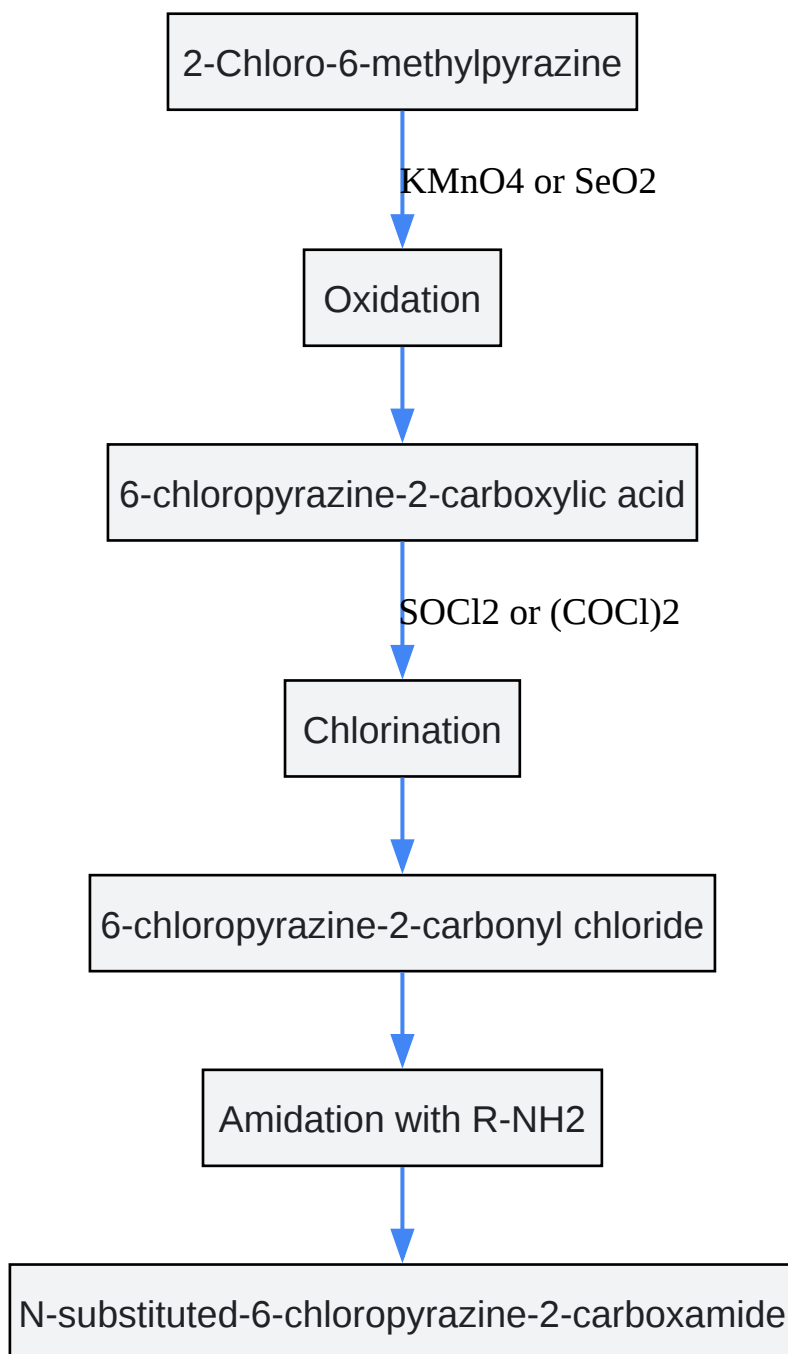 2-Chloro-6-methylpyrazine
KMnO4 or SeO2
Oxidation
6-chloropyrazine-2-carboxylic acid
SOCl2 or (COCl)2
Chlorination
6-chloropyrazine-2-carbonyl chloride
Amidation with R-NH2
N-substituted-6-chloropyrazine-2-carboxamide